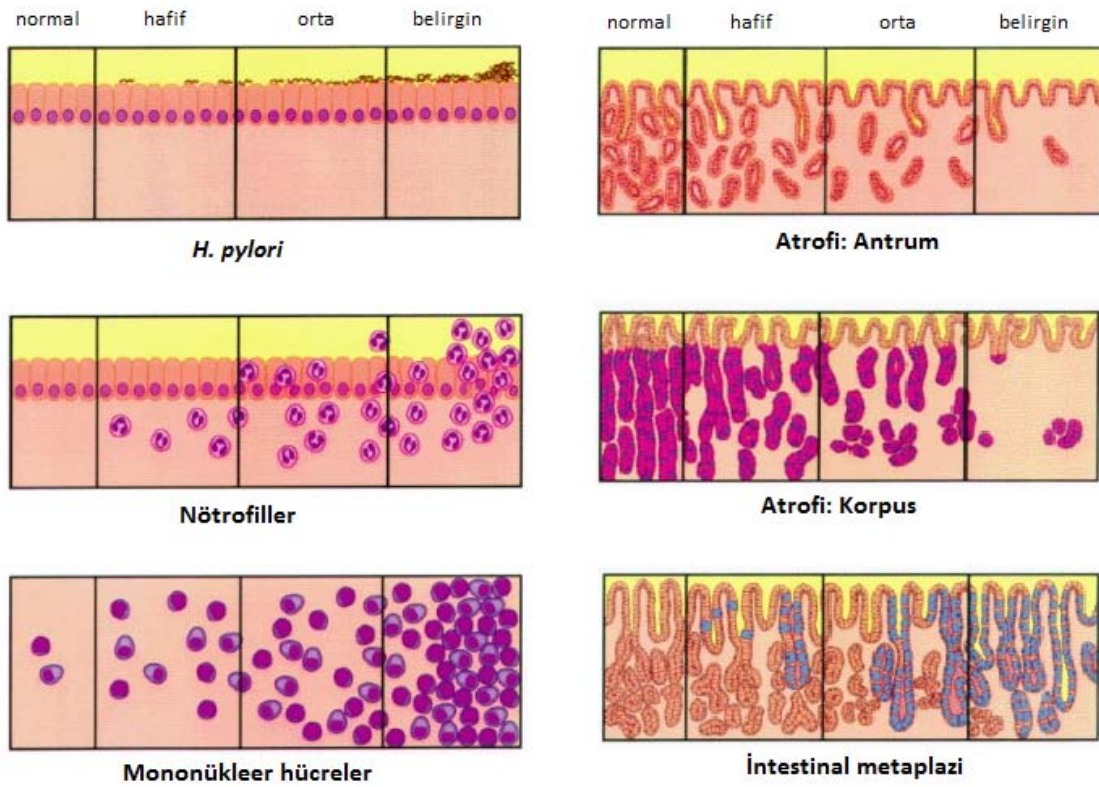 normal hafif orta belirgin
normal hafif orta belirgin
H. pylori
Atrofi: Antrum
Nötrofiller
Atrofi: Korpus
Mononükleer hücreler
İntestinal metaplazi